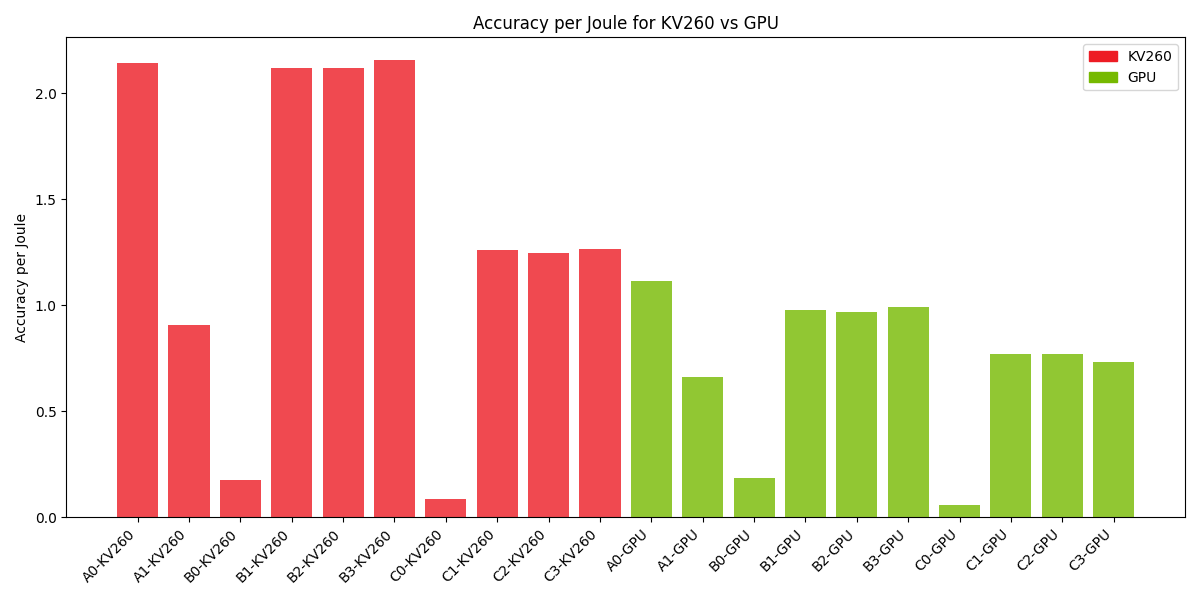 Accuracy per Joule for KV260 vs GPU
KV260
GPU
Accuracy per Joule
2.0
1.5
1.0
0.5
0.0
A0-KV260
A1-KV260
B0-KV260
B1-KV260
B2-KV260
B3-KV260
C0-KV260
C1-KV260
C2-KV260
C3-KV260
A0-GPU
A1-GPU
B0-GPU
B1-GPU
B2-GPU
B3-GPU
C0-GPU
C1-GPU
C2-GPU
C3-GPU